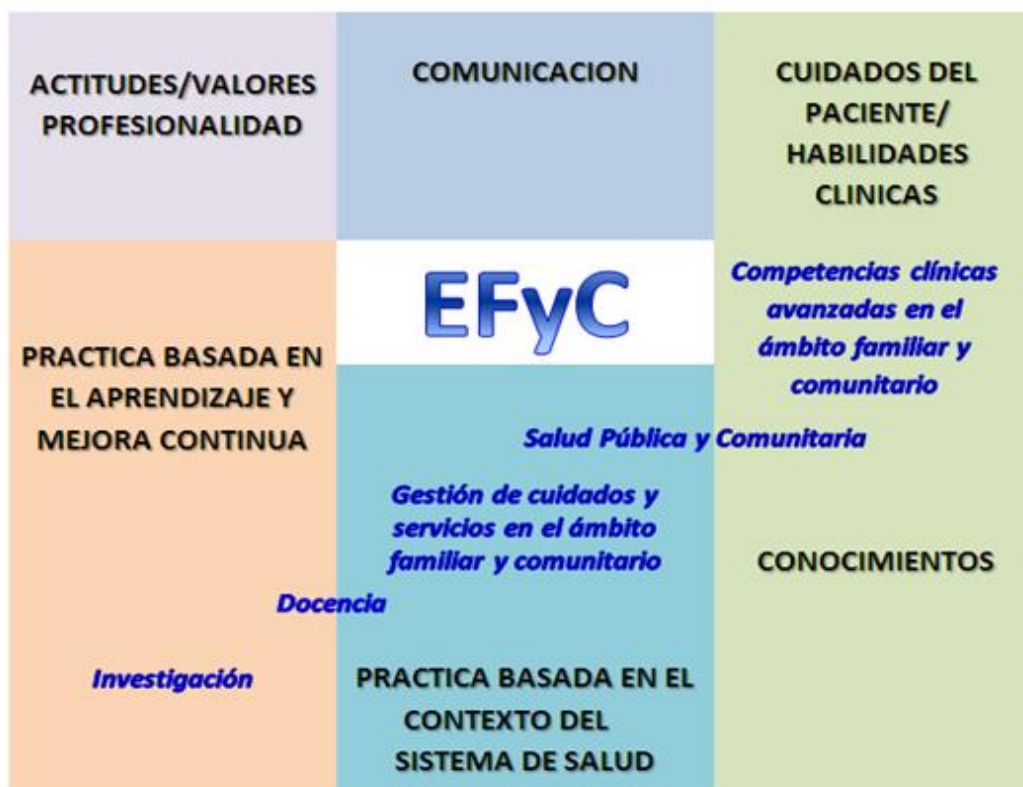 ACTITUDES/VALORES
PROFESIONALIDAD
COMUNICACION
CUIDADOS DEL
PACIENTE/
HABILIDADES
CLINICAS
EFyC
Competencias clínicas
avanzadas en el
ámbito familiar y
comunitario
PRACTICA BASADA EN
EL APRENDIZAJE Y
MEJORA CONTINUA
Salud Pública y Comunitaria
Gestión de cuidados y
servicios en el ámbito
familiar y comunitario
CONOCIMIENTOS
Docencia
Investigación
PRACTICA BASADA EN EL
CONTEXTO DEL
SISTEMA DE SALUD